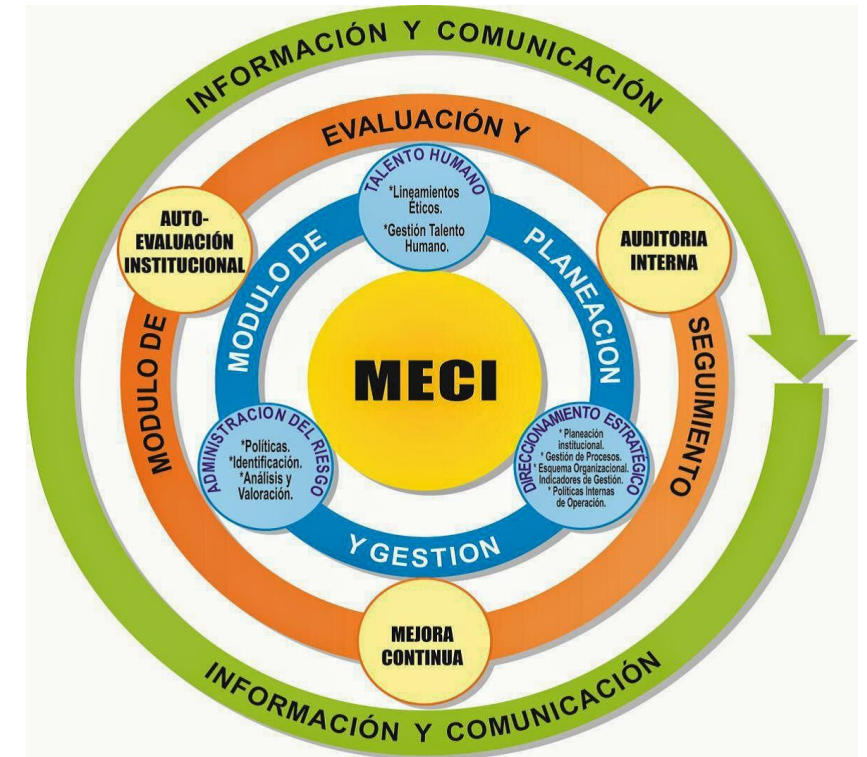 INFORMACIÓN Y COMUNICACIÓN
MODULO DE EVALUACIÓN Y SEGUIMIENTO
AUTO-
EVALUACIÓN
INSTITUCIONAL
AUDITORIA
INTERNA
MEJORA
CONTINUA
MODULO DE PLANEACION Y GESTION
TALENTO HUMANO
*Lineamientos
Éticos.
*Gestión Talento
Humano.
ADMINISTRACION DEL RIESGO
*Políticas.
*Identificación.
*Análisis y
Valoración.
DIRECCIONAMIENTO ESTRATÉGICO
* Planeación
institucional.
* Gestión de Procesos.
* Esquema Organizacional.
Indicadores de Gestión.
* Políticas Internas
de Operación.
MECI
INFORMACIÓN Y COMUNICACIÓN